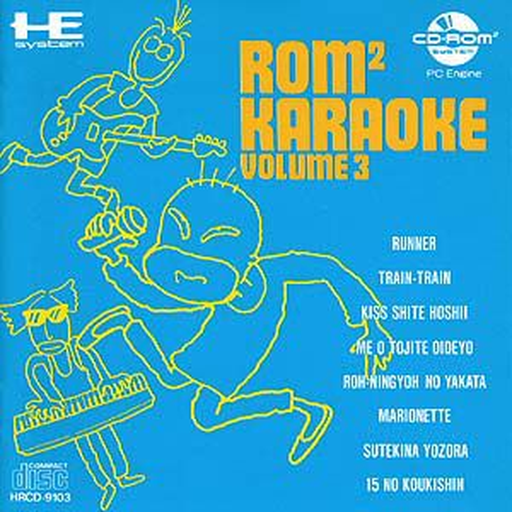 HE
system
ROM²
KARAOKE
VOLUME 3
CD-ROM²
SYSTEM
PC Engine
RUNNER
TRAIN-TRAIN
KISS SHITE HOSHII
ME O TOJITE OIDEYO
ROH-NINGYOH NO YAKATA
MARIONETTE
SUTEKINA YOZORA
15 NO KOUKISHIN
COMPACT
disc
HRCD-9103